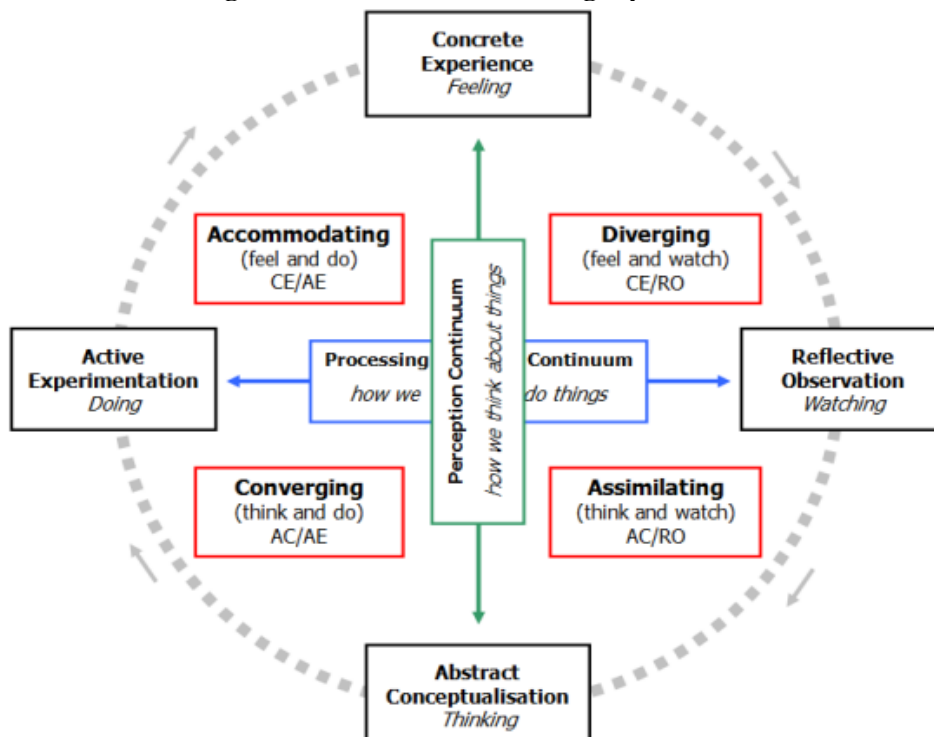 Concrete
Experience
Feeling
Accommodating
(feel and do)
CE/AE
Diverging
(feel and watch)
CE/RO
Active
Experimentation
Doing
Processing Continuum
how we do things
Perception Continuum
how we think about things
Reflective
Observation
Watching
Converging
(think and do)
AC/AE
Assimilating
(think and watch)
AC/RO
Abstract
Conceptualisation
Thinking